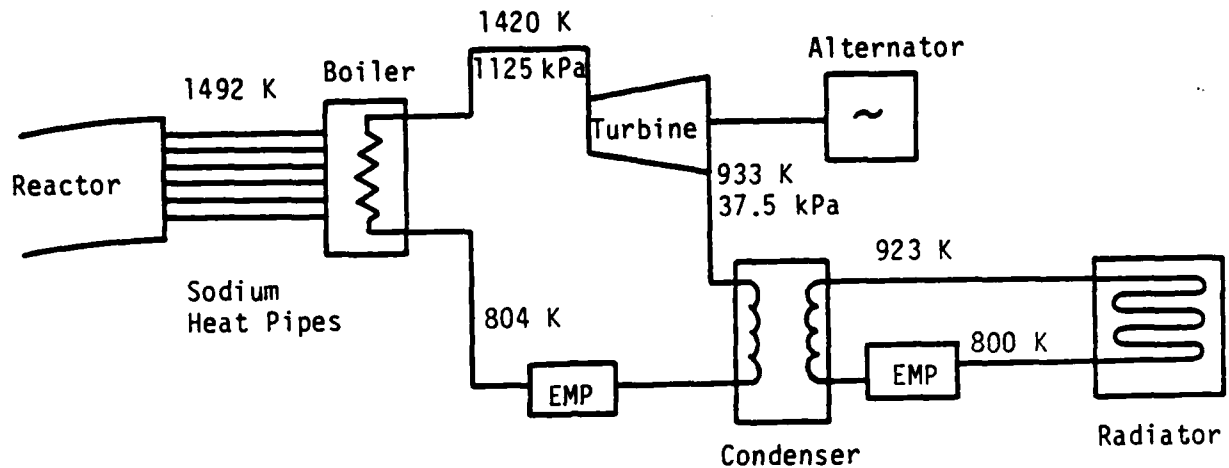 1420 K
1125 kPa
Alternator
~
Boiler
1492 K
Turbine
Reactor
933 K
37.5 kPa
923 K
Sodium
Heat Pipes
804 K
800 K
EMP
EMP
Condenser
Radiator